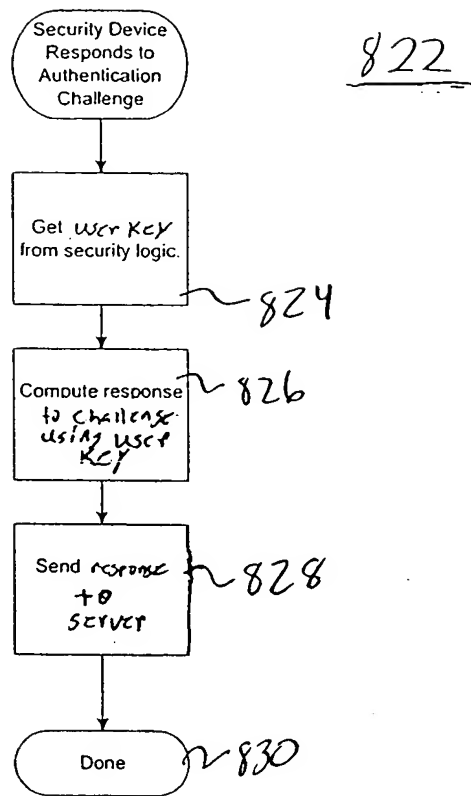 Security Device
Responds to
Authentication
Challenge
822
Get user key
from security logic.
824
Compute response
to challenge
using user
key
826
Send response
to
server
828
Done
830